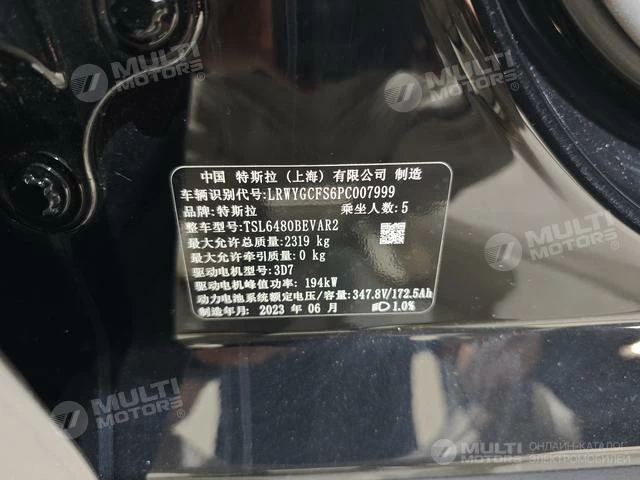 MULTI
MOTORS
MULTI
MOTORS
中国 特斯拉 (上海) 有限公司 制造
车辆识别代号:LRWYGCFS6PC007999
品牌:特斯拉 乘坐人数:5
整车型号:TSL6480BEVAR2
最大允许总质量:2319 kg
最大允许牵引质量:0 kg
驱动电机型号:3D7
驱动电机峰值功率: 194kW
动力电池系统额定电压/容量:347.8V/172.5Ah
制造年月: 2023 年 06 月 1.0%
MULTI
MOTORS
MULTI
MOTORS
ОНЛАЙН-КАТАЛОГ
ЭЛЕКТРОМОБИЛЕЙ